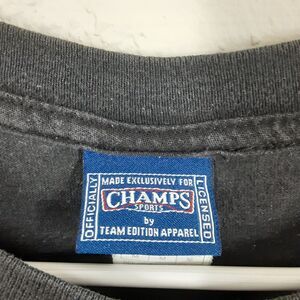 OFFICIALLY
MADE EXCLUSIVELY FOR
CHAMPS
SPORTS
by
TEAM EDITION APPAREL
LICENSED